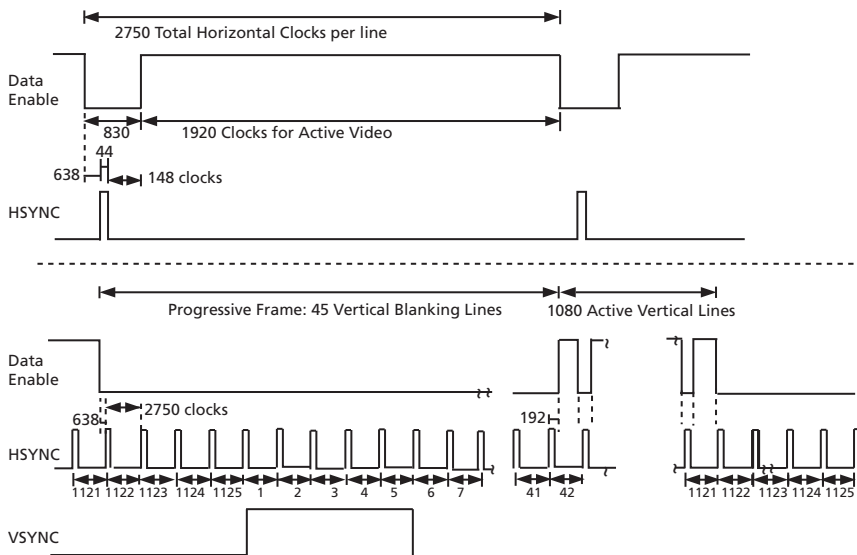 2750 Total Horizontal Clocks per line
Data
Enable
830
1920 Clocks for Active Video
44
638
148 clocks
HSYNC
Progressive Frame: 45 Vertical Blanking Lines
1080 Active Vertical Lines
Data
Enable
638
2750 clocks
192
HSYNC
1121 1122 1123 1124 1125 1 2 3 4 5 6 7 41 42 1121 1122 1123 1124 1125
VSYNC